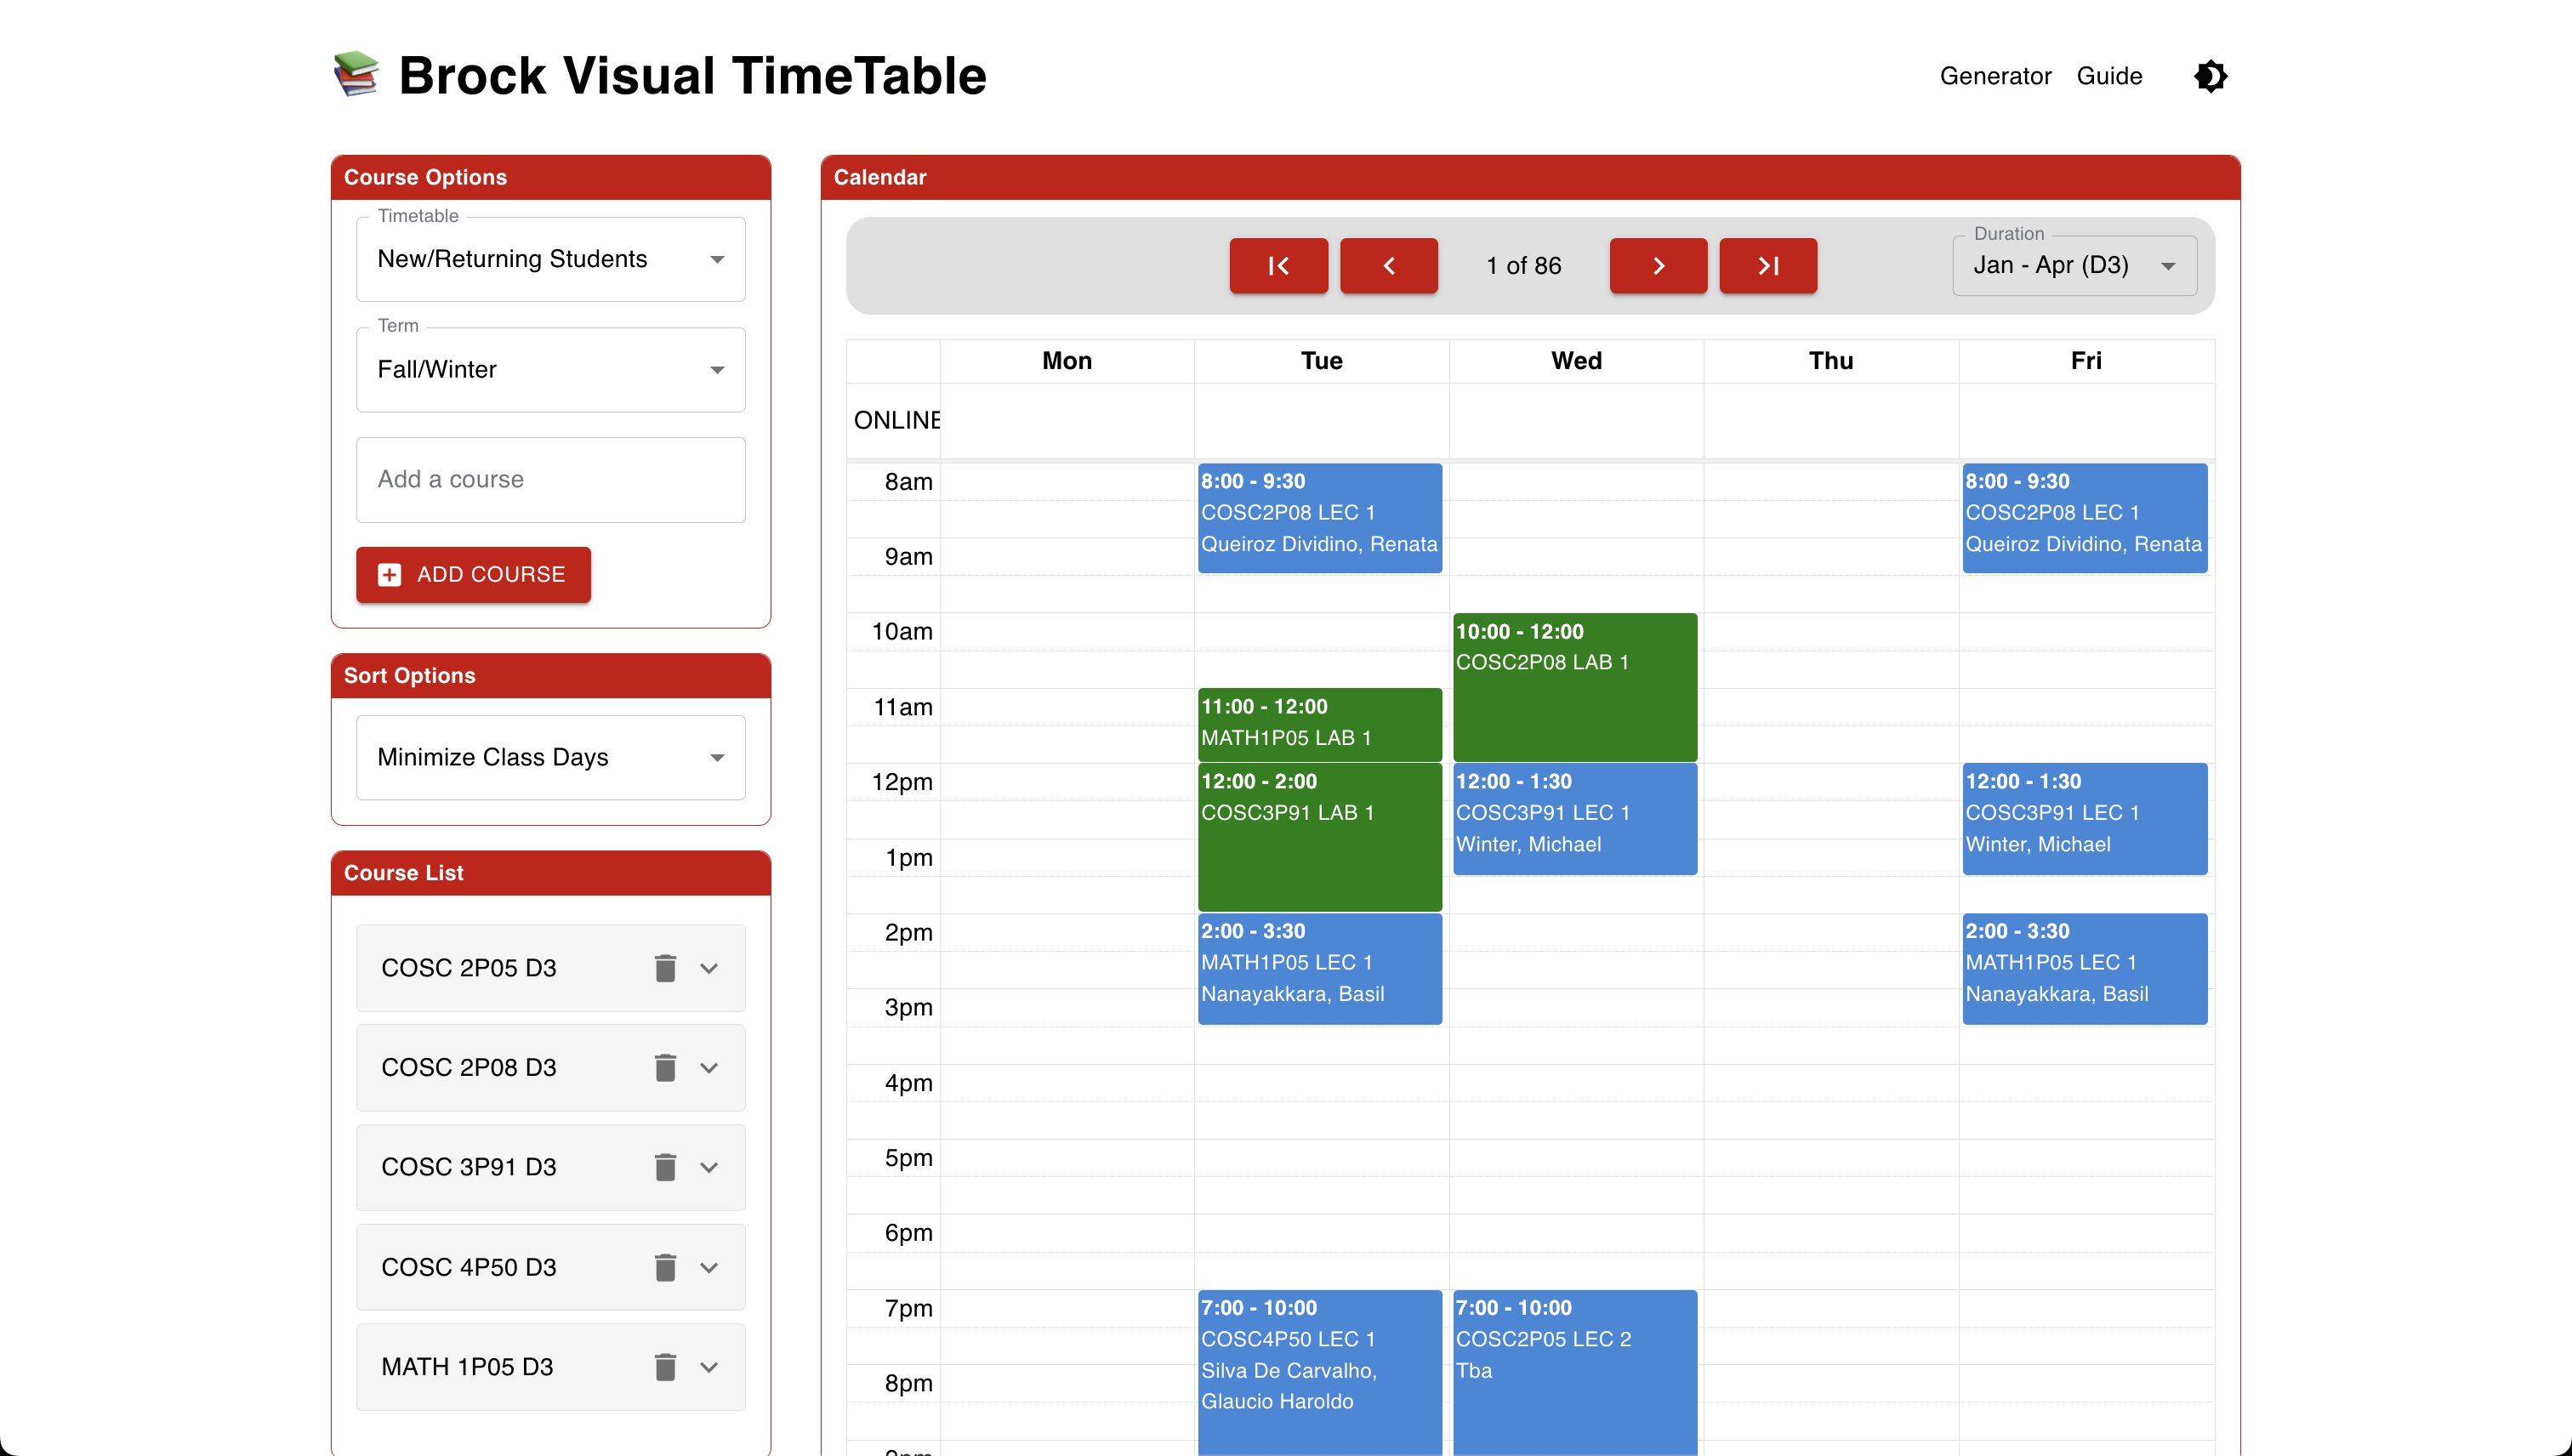 Brock Visual TimeTable
Generator Guide
Course Options
Timetable
New/Returning Students
Term
Fall/Winter
Add a course
ADD COURSE
Sort Options
Minimize Class Days
Course List
COSC 2P05 D3
COSC 2P08 D3
COSC 3P91 D3
COSC 4P50 D3
MATH 1P05 D3
Calendar
1 of 86
Duration
Jan - Apr (D3)
Mon Tue Wed Thu Fri
ONLINE
8am
9am
10am
11am
12pm
1pm
2pm
3pm
4pm
5pm
6pm
7pm
8pm
8:00 - 9:30
COSC2P08 LEC 1
Queiroz Dividino, Renata
11:00 - 12:00
MATH1P05 LAB 1
12:00 - 2:00
COSC3P91 LAB 1
2:00 - 3:30
MATH1P05 LEC 1
Nanayakkara, Basil
7:00 - 10:00
COSC4P50 LEC 1
Silva De Carvalho,
Glaucio Haroldo
10:00 - 12:00
COSC2P08 LAB 1
12:00 - 1:30
COSC3P91 LEC 1
Winter, Michael
7:00 - 10:00
COSC2P05 LEC 2
Tba
8:00 - 9:30
COSC2P08 LEC 1
Queiroz Dividino, Renata
12:00 - 1:30
COSC3P91 LEC 1
Winter, Michael
2:00 - 3:30
MATH1P05 LEC 1
Nanayakkara, Basil